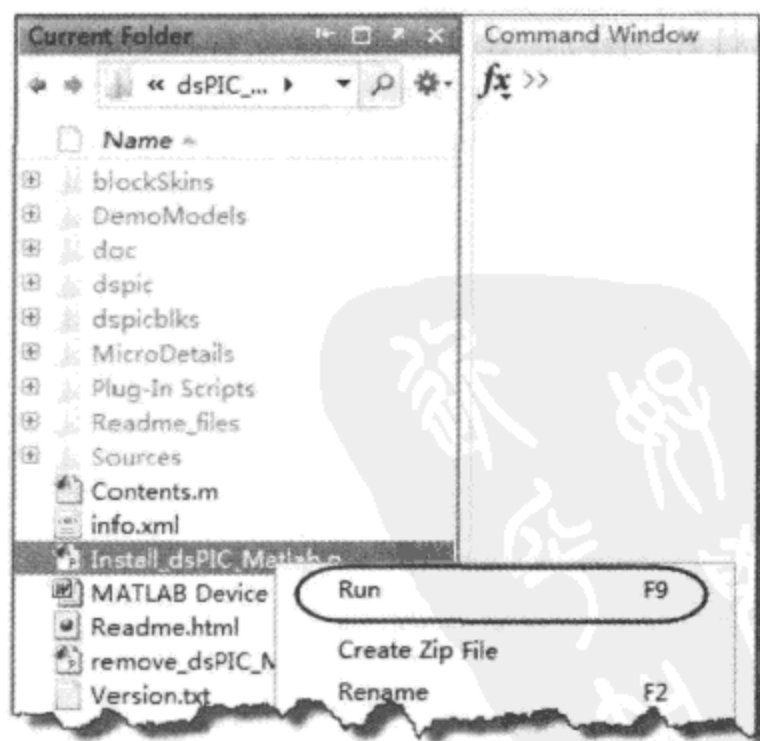 Current Folder
Command Window
« dsPIC_...
fx >>
Name
blockSkins
DemoModels
doc
dspic
dspicblks
MicroDetails
Plug-In Scripts
Readme_files
Sources
Contents.m
info.xml
Install_dsPIC_Matlab.p
Run F9
MATLAB Device
Readme.html
Create Zip File
remove_dsPIC_M
Rename F2
Version.txt